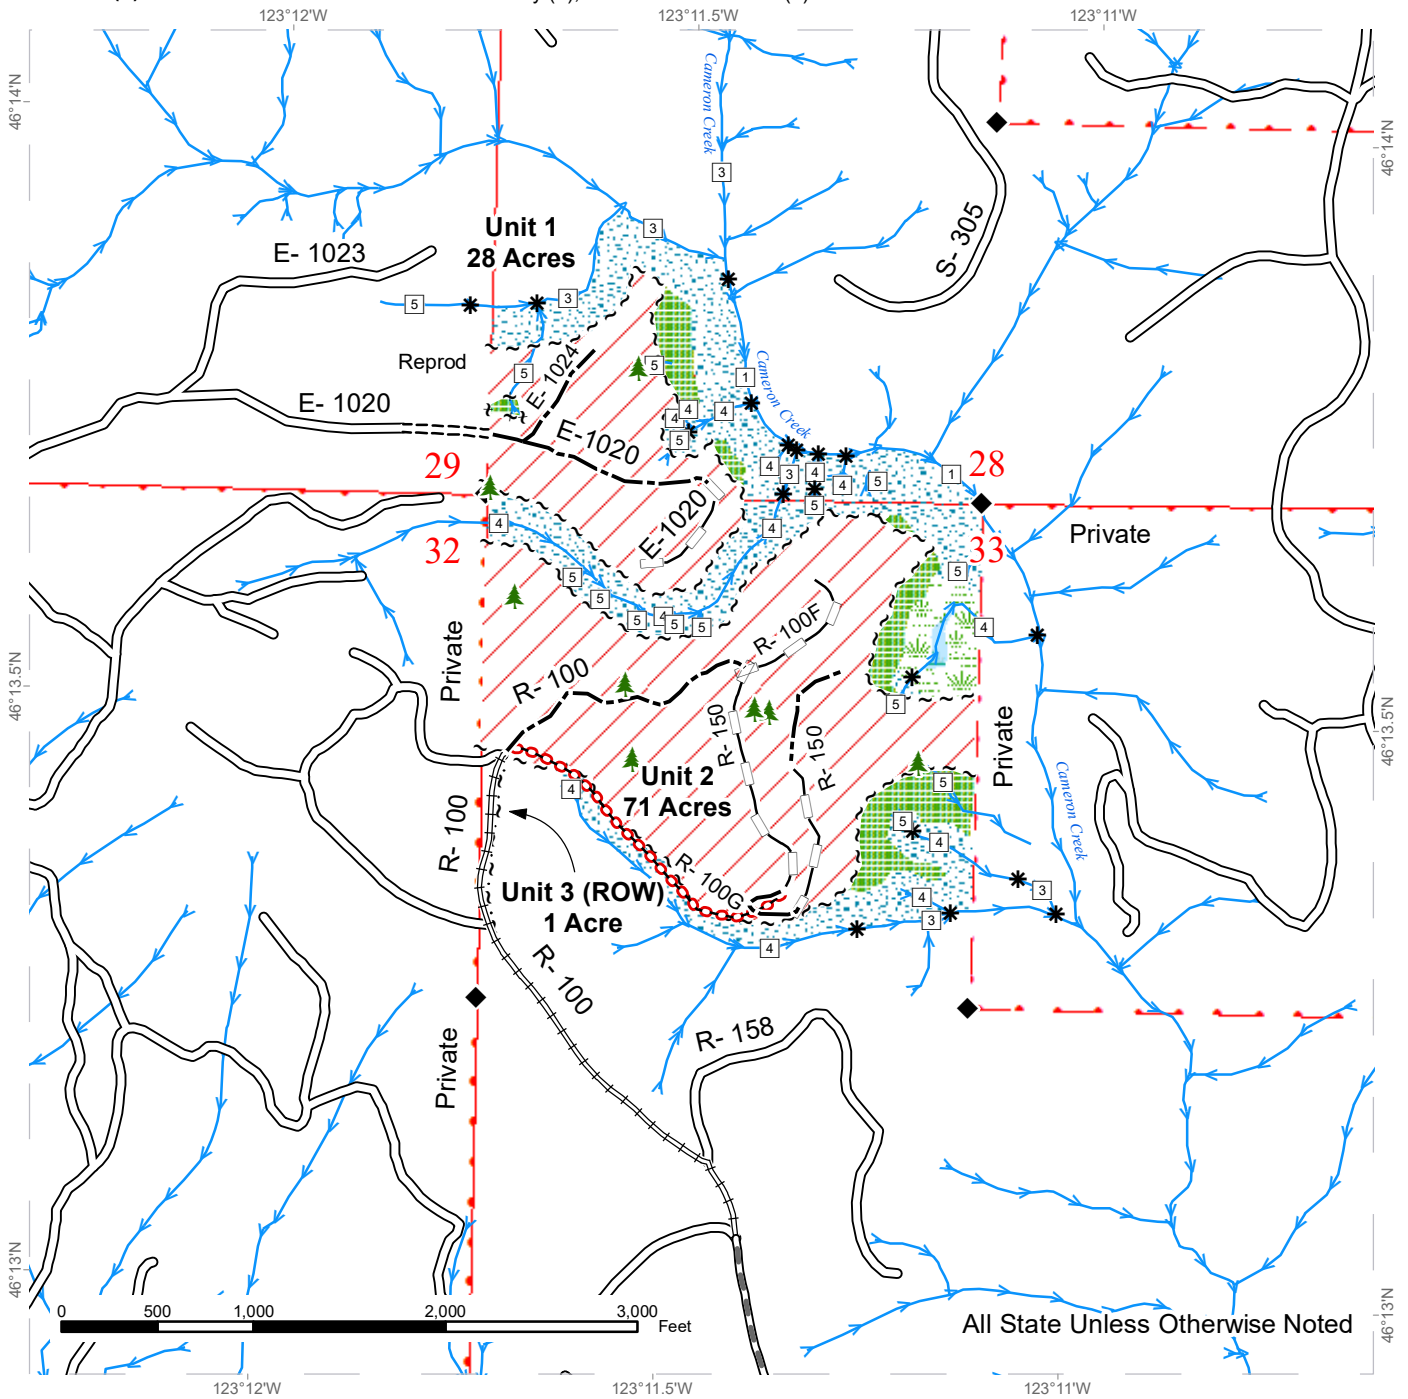 123°12'W
123°11.5'W
123°11'W
46°14'N
46°14'N
Cameron Creek
3
3
Unit 1
28 Acres
E- 1023
S- 305
5
3
Reprod
5
E- 1024
5
1
Cameron Creek
E- 1020
4
4
4
5
E-1020
4
3
4
4
5
1
5
29
28
E-1020
4
4
32
33
Private
5
5
5
4
5
5
5
4
Private
R- 100F
R- 100
46°13.5'N
46°13.5'N
5
R- 150
R- 150
Private
Unit 2
71 Acres
4
5
Cameron Creek
R- 100
5
4
R- 100G
Unit 3 (ROW)
1 Acre
3
4
3
4
R- 100
R- 158
Private
46°13'N
46°13'N
0 500 1,000 2,000 3,000
Feet
All State Unless Otherwise Noted
123°12'W
123°11.5'W
123°11'W